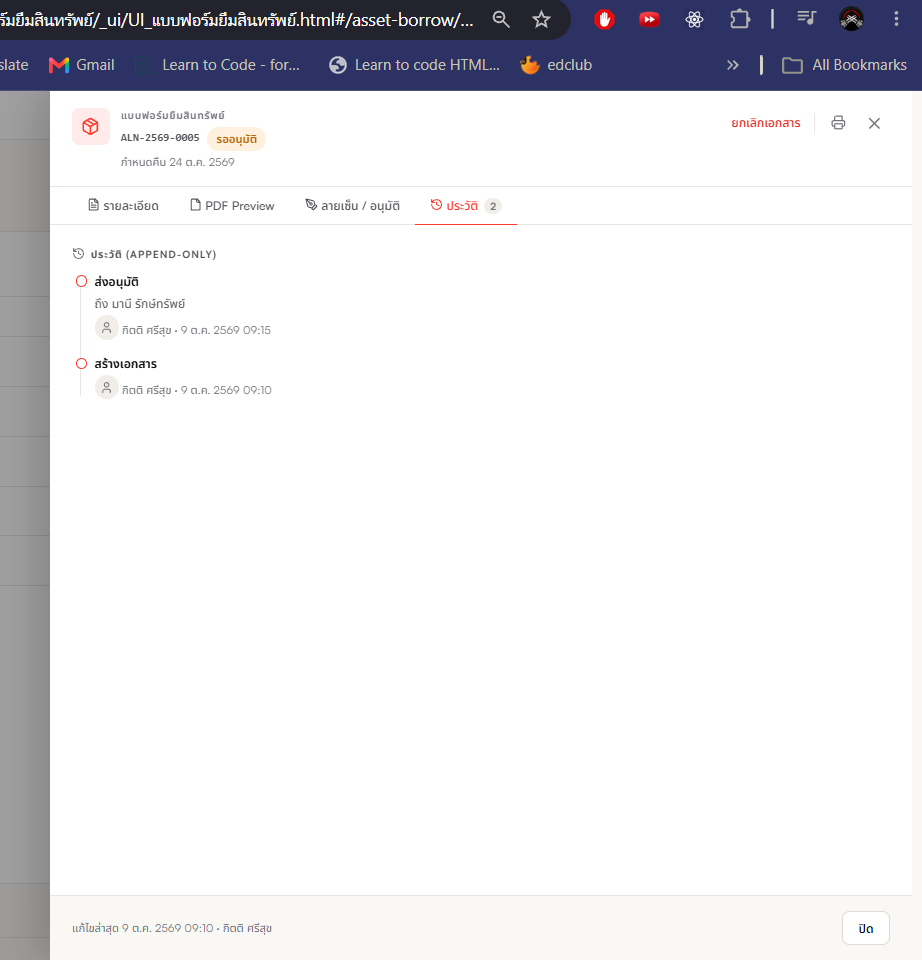 ร์มยืมสินทรัพย์/_ui/UI_แบบฟอร์มยืมสินทรัพย์.html#/asset-borrow/...
slate Gmail Learn to Code - for... Learn to code HTML... edclub » All Bookmarks
แบบฟอร์มยืมสินทรัพย์
ALN-2569-0005 รออนุมัติ
กำหนดคืน 24 ต.ค. 2569
ยกเลิกเอกสาร
รายละเอียด PDF Preview ลายเซ็น / อนุมัติ ประวัติ 2
ประวัติ (APPEND-ONLY)
ส่งอนุมัติ
ถึง มานี รักษ์ทรัพย์
กิตติ ศรีสุข • 9 ต.ค. 2569 09:15
สร้างเอกสาร
กิตติ ศรีสุข • 9 ต.ค. 2569 09:10
แก้ไขล่าสุด 9 ต.ค. 2569 09:10 • กิตติ ศรีสุข
ปิด